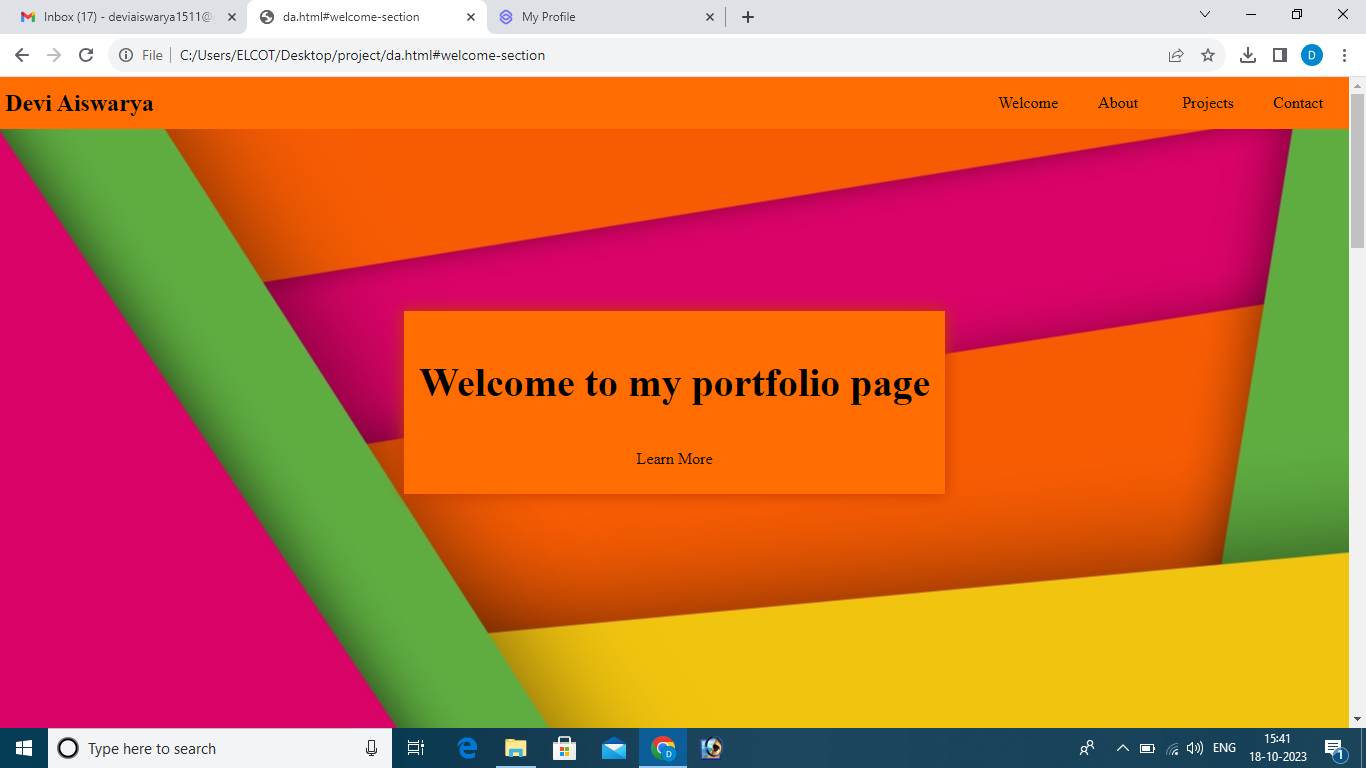 Inbox (17) - deviaiswarya1511@
da.html#welcome-section
My Profile
File
C:/Users/ELCOT/Desktop/project/da.html#welcome-section
D
Devi Aiswarya
Welcome About Projects Contact
Welcome to my portfolio page
Learn More
Type here to search
D
ENG
15:41
18-10-2023
1